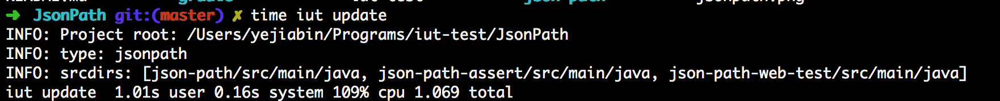 ➜ JsonPath git:(master) ✗ time iut update
INFO: Project root: /Users/yejiabin/Programs/iut-test/JsonPath
INFO: type: jsonpath
INFO: srcdirs: [json-path/src/main/java, json-path-assert/src/main/java, json-path-web-test/src/main/java]
iut update  1.01s user 0.16s system 109% cpu 1.069 total